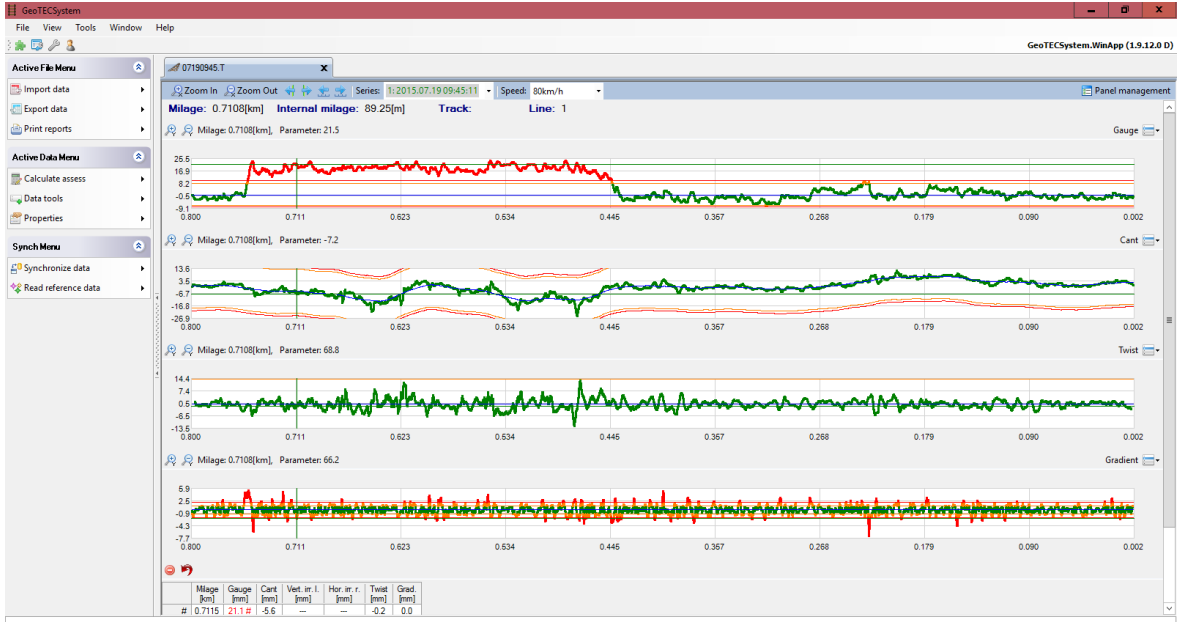 GeoTECSystem
File View Tools Window Help
GeoTECSystem.WinApp (1.9.12.0 D)
Active File Menu
Import data
Export data
Print reports
Active Data Menu
Calculate assess
Data tools
Properties
Synch Menu
Synchronize data
Read reference data
07190945.T x
Zoom In Zoom Out Series: 1:2015.07.19 09:45:11 Speed: 80km/h Panel management
Milage: 0.7108[km] Internal milage: 89.25[m] Track: Line: 1
Milage: 0.7108[km], Parameter: 21.5 Gauge
26.5
16.9
8.2
-0.5
-9.1
0.800 0.711 0.623 0.534 0.445 0.357 0.268 0.179 0.090 0.002
Milage: 0.7108[km], Parameter: -7.2 Cant
13.6
3.5
-6.7
-16.8
-26.9
0.800 0.711 0.623 0.534 0.445 0.357 0.268 0.179 0.090 0.002
Milage: 0.7108[km], Parameter: 68.8 Twist
14.4
7.4
0.5
-6.5
-13.5
0.800 0.711 0.623 0.534 0.445 0.357 0.268 0.179 0.090 0.002
Milage: 0.7108[km], Parameter: 66.2 Gradient
5.9
2.5
-0.9
-4.3
-7.7
0.800 0.711 0.623 0.534 0.445 0.357 0.268 0.179 0.090 0.002
Milage Gauge Cant Vert. irr. l. Hor. irr. r. Twist Grad.
[km] [mm] [mm] [mm] [mm] [mm] [mm]
# 0.7115 21.1 # -5.6 --- --- -0.2 0.0